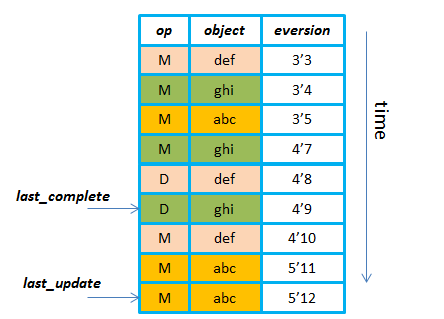 op object eversion
M def 3'3
M ghi 3'4
M abc 3'5
M ghi 4'7
D def 4'8
last_complete D ghi 4'9
M def 4'10
M abc 5'11
last_update M abc 5'12
time